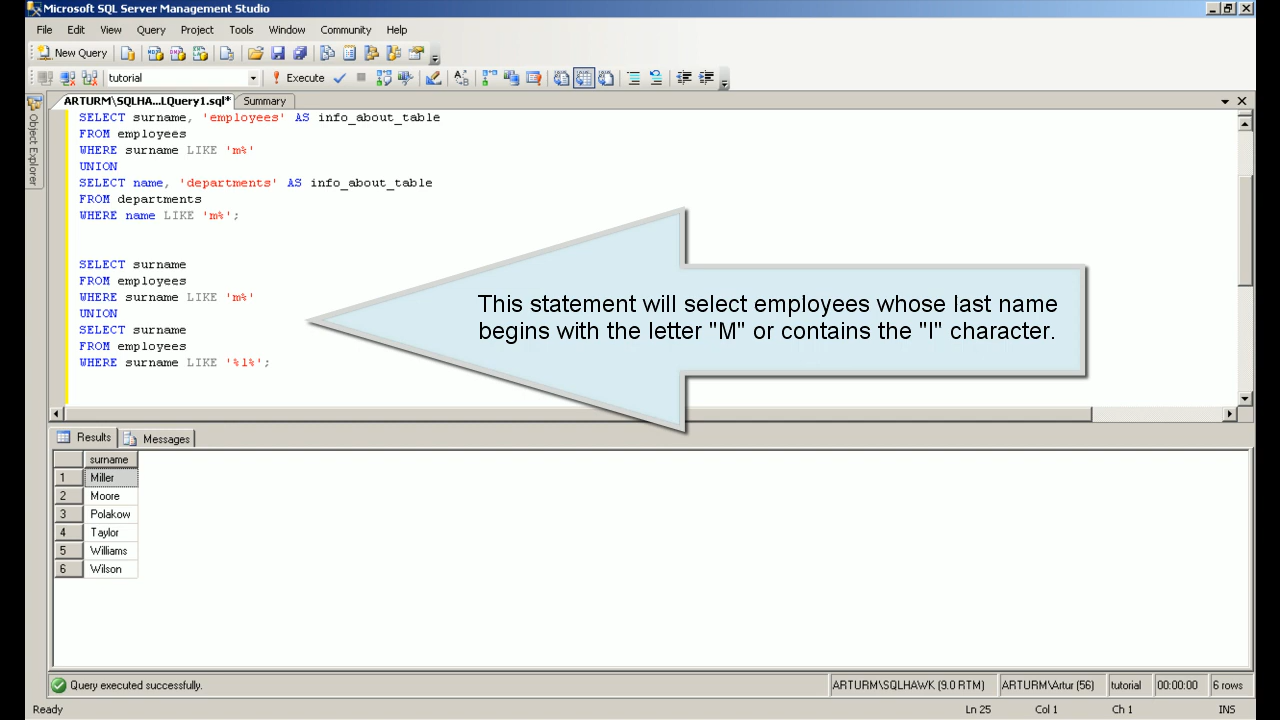 Microsoft SQL Server Management Studio
File Edit View Query Project Tools Window Community Help
New Query
tutorial Execute
Object Explorer
ARTURM\SQLHA...LQuery1.sql* Summary
SELECT surname, 'employees' AS info_about_table
FROM employees
WHERE surname LIKE 'm%'
UNION
SELECT name, 'departments' AS info_about_table
FROM departments
WHERE name LIKE 'm%';
SELECT surname
FROM employees
WHERE surname LIKE 'm%'
UNION
SELECT surname
FROM employees
WHERE surname LIKE '%l%';
This statement will select employees whose last name
begins with the letter "M" or contains the "l" character.
Results Messages
surname
1 Miller
2 Moore
3 Polakow
4 Taylor
5 Williams
6 Wilson
Query executed successfully. ARTURM\SQLHAWK (9.0 RTM) ARTURM\Artur (56) tutorial 00:00:00 6 rows
Ready Ln 25 Col 1 Ch 1 INS